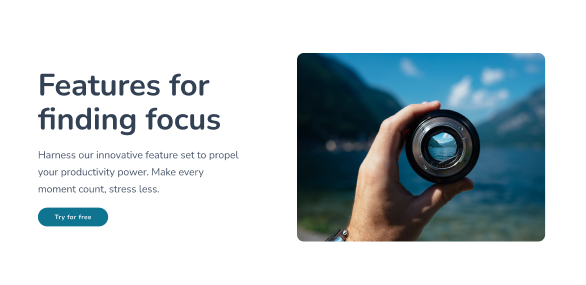 Features for
finding focus
Harness our innovative feature set to propel
your productivity power. Make every
moment count, stress less.
Try for free